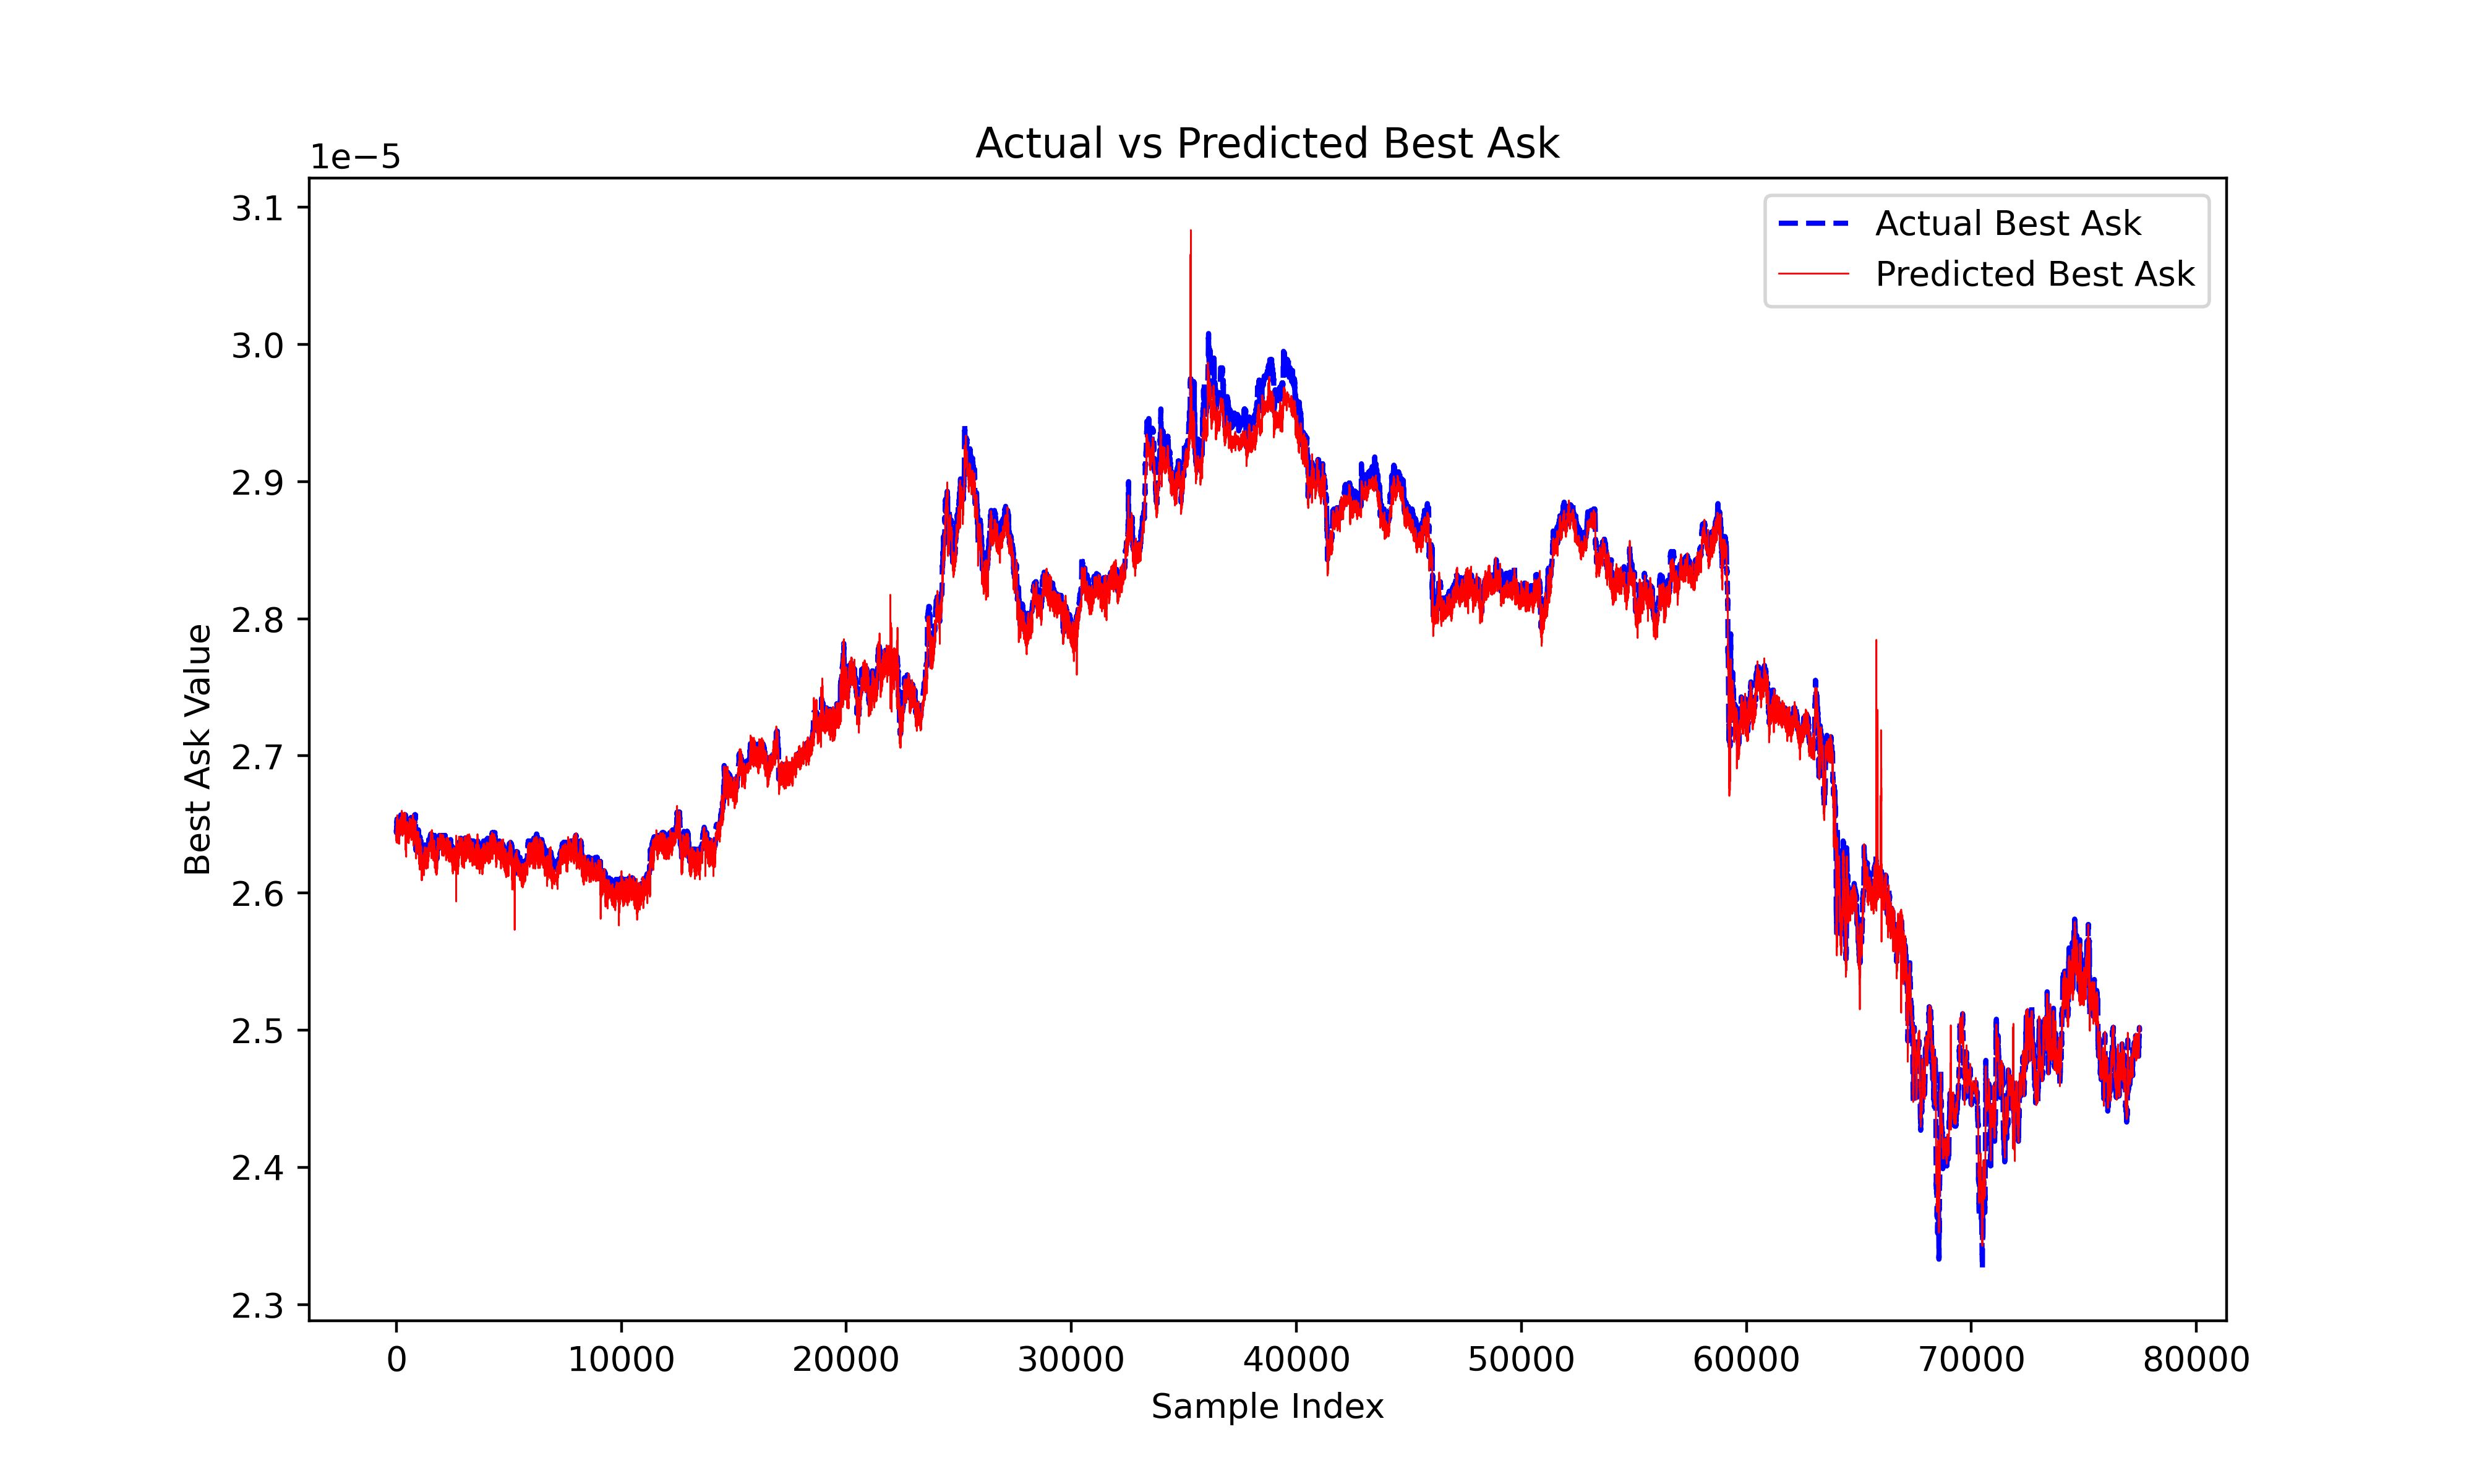 Actual vs Predicted Best Ask
1e−5
3.1
3.0
2.9
2.8
2.7
2.6
2.5
2.4
2.3
Best Ask Value
Actual Best Ask
Predicted Best Ask
0 10000 20000 30000 40000 50000 60000 70000 80000
Sample Index